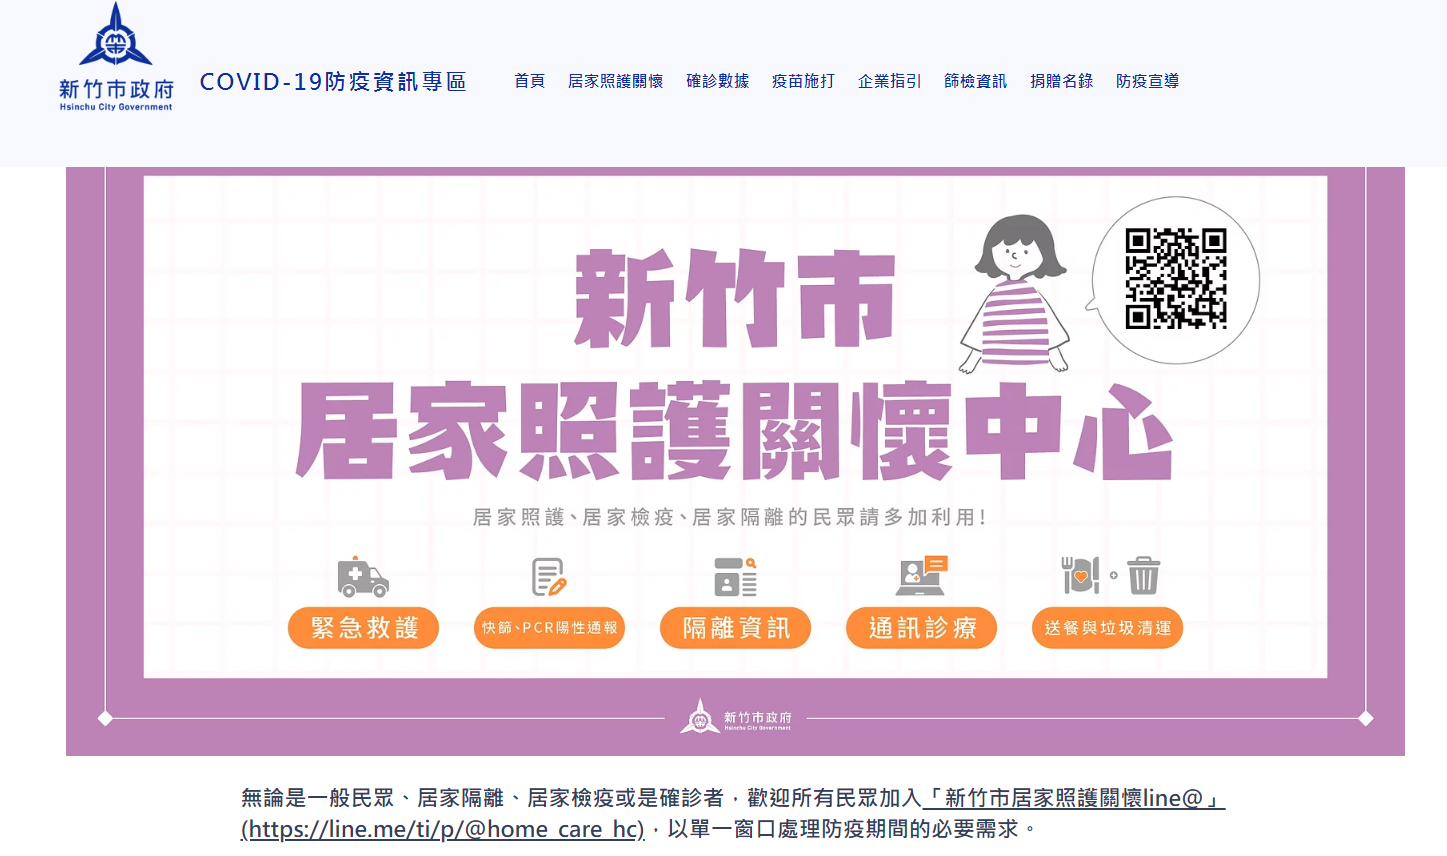 新竹市政府
Hsinchu City Government
COVID-19防疫資訊專區
首頁 居家照護關懷 確診數據 疫苗施打 企業指引 篩檢資訊 捐贈名錄 防疫宣導
新竹市
居家照護關懷中心
居家照護、居家檢疫、居家隔離的民眾請多加利用!
緊急救護 快篩、PCR陽性通報 隔離資訊 通訊診療 送餐與垃圾清運
新竹市政府
Hsinchu City Government
無論是一般民眾、居家隔離、居家檢疫或是確診者，歡迎所有民眾加入「新竹市居家照護關懷line@」
(https://line.me/ti/p/@home_care_hc)，以單一窗口處理防疫期間的必要需求。